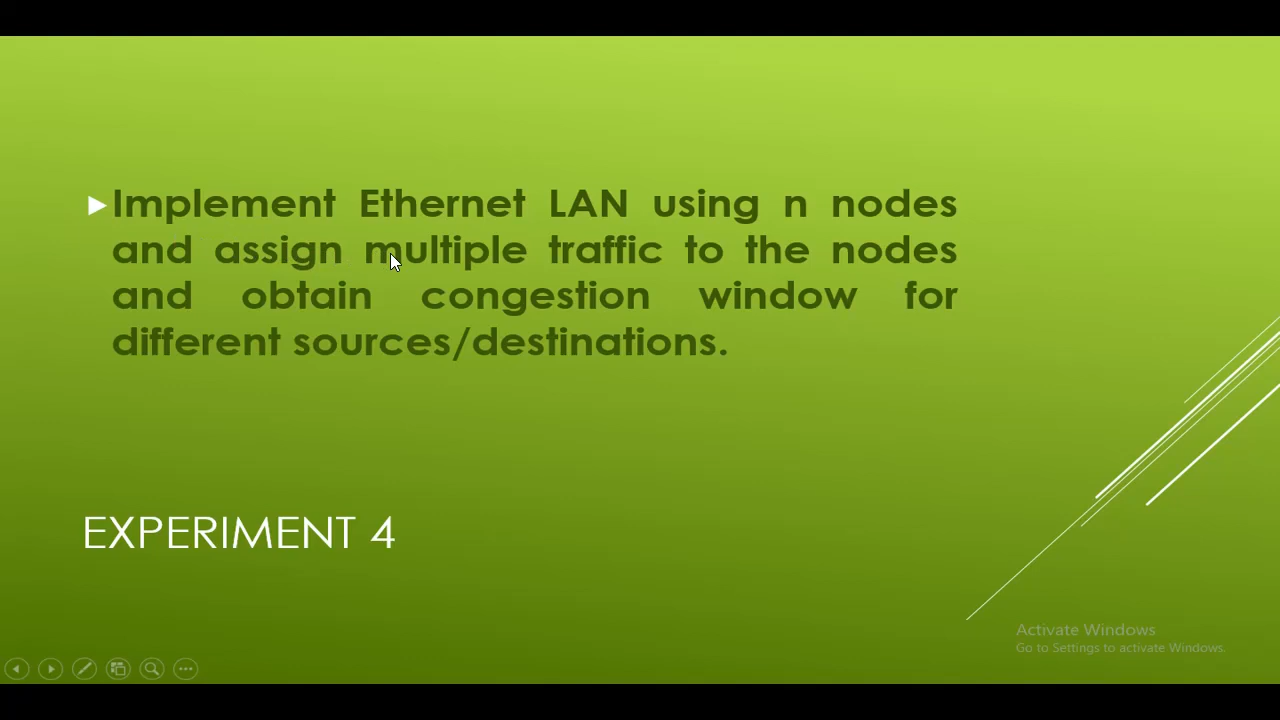 Implement Ethernet LAN using n nodes
and assign multiple traffic to the nodes
and obtain congestion window for
different sources/destinations.
EXPERIMENT 4
Activate Windows
Go to Settings to activate Windows.